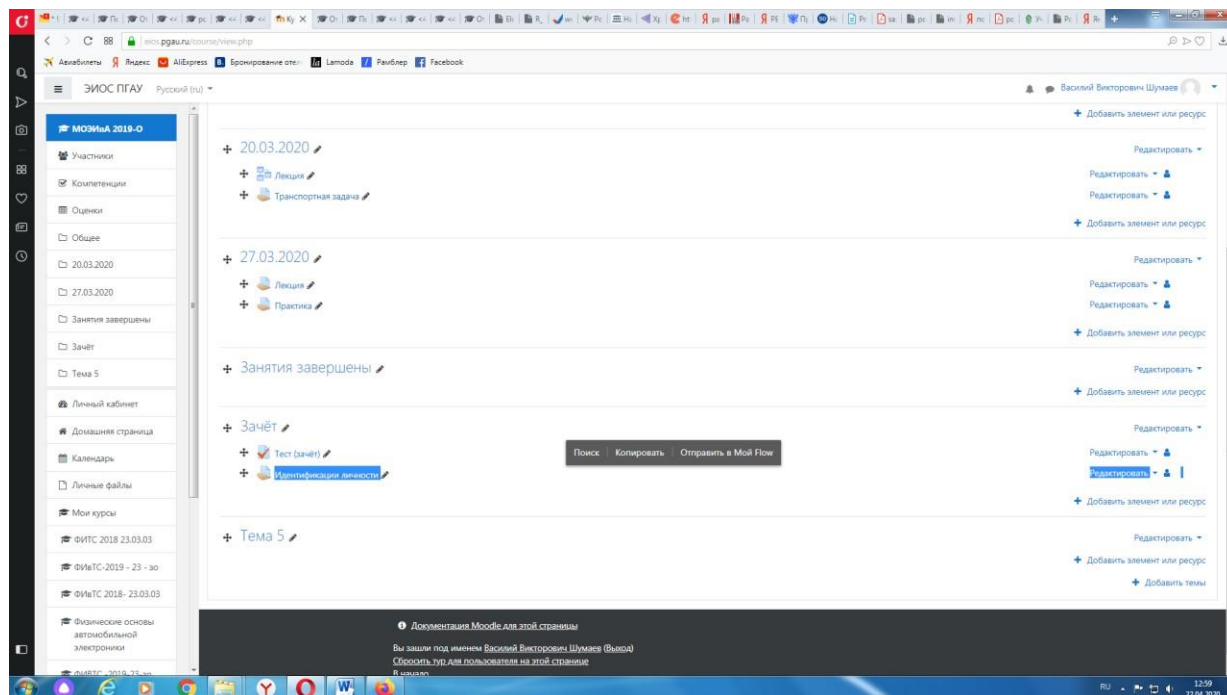 eios.pgau.ru/course/view.php
Авиабилеты Яндекс AliExpress Бронирование отел Lamoda Рамблер Facebook
ЭИОС ПГАУ Русский (ru)
Василий Викторович Шумаев
МОЭИвА 2019-О
Участники
Компетенции
Оценки
Общее
20.03.2020
27.03.2020
Занятия завершены
Зачёт
Тема 5
Личный кабинет
Домашняя страница
Календарь
Личные файлы
Мои курсы
ФИТС 2018 23.03.03
ФИвТС-2019 - 23 - зо
ФИвТС 2018- 23.03.03
Физические основы
автомобильной
электроники
Добавить элемент или ресурс
20.03.2020 Редактировать
Лекция Редактировать
Транспортная задача Редактировать
Добавить элемент или ресурс
27.03.2020 Редактировать
Лекция Редактировать
Практика Редактировать
Добавить элемент или ресурс
Занятия завершены Редактировать
Добавить элемент или ресурс
Зачёт Редактировать
Тест (зачёт) Редактировать
Поиск Копировать Отправить в Мой Flow
Идентификации личности Редактировать
Добавить элемент или ресурс
Тема 5 Редактировать
Добавить элемент или ресурс
Добавить темы
Документация Moodle для этой страницы
Вы зашли под именем Василий Викторович Шумаев (Выход)
Сбросить тур для пользователя на этой странице
В начало
RU 12:59
22.04.2020